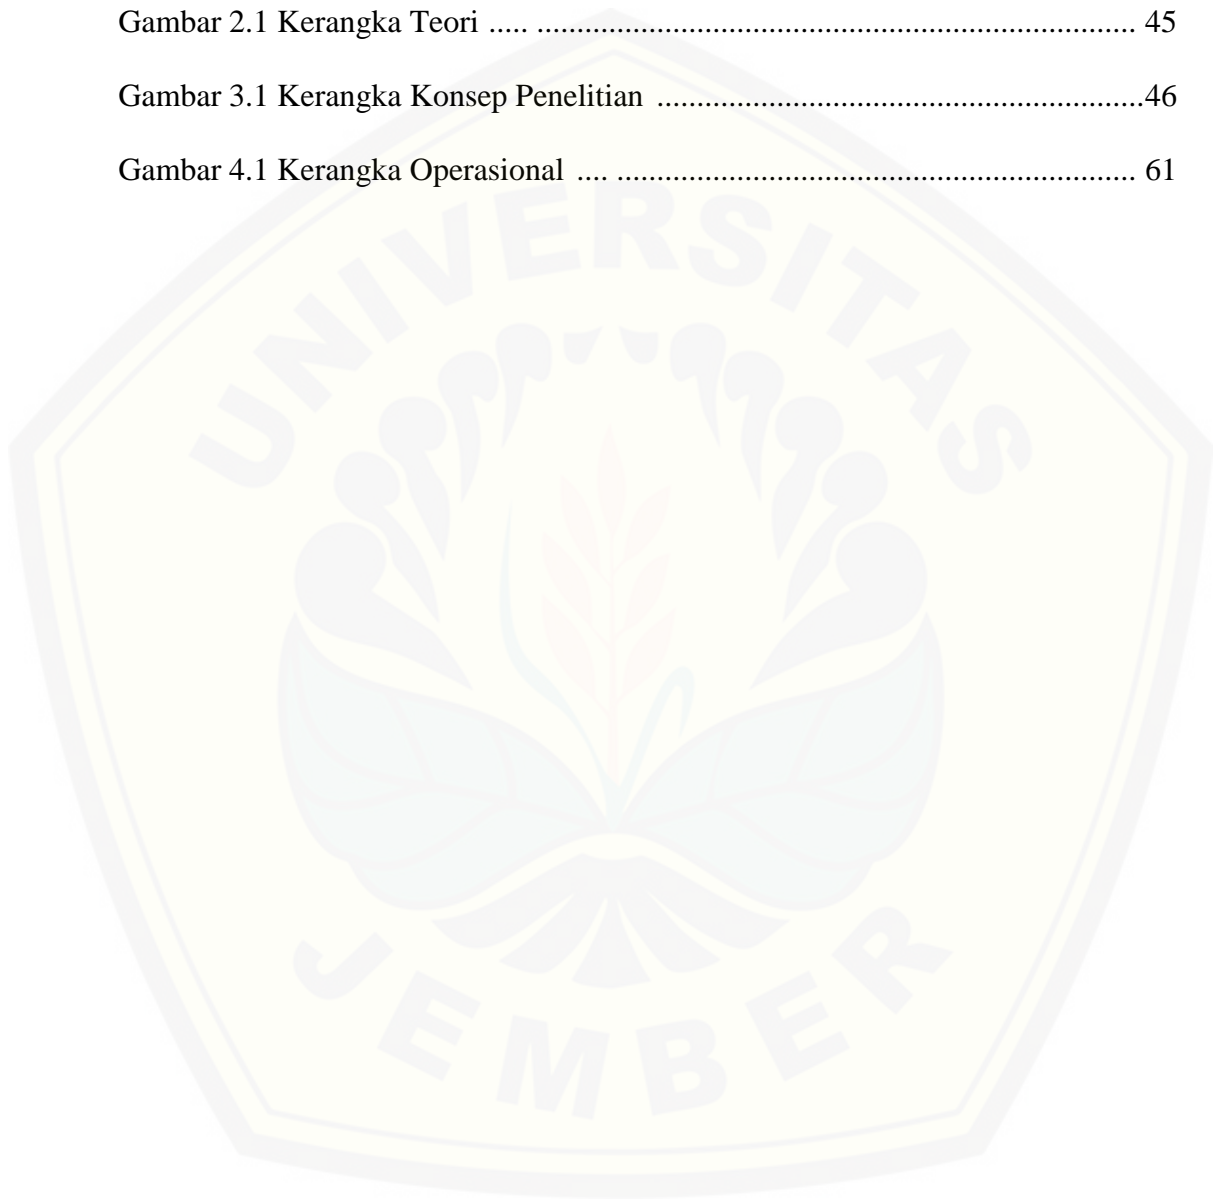 Gambar 2.1 Kerangka Teori ..... ............................................................................ 45
Gambar 3.1 Kerangka Konsep Penelitian ..............................................................46
Gambar 4.1 Kerangka Operasional .... .................................................................. 61
UNIVERSITAS
JEMBER